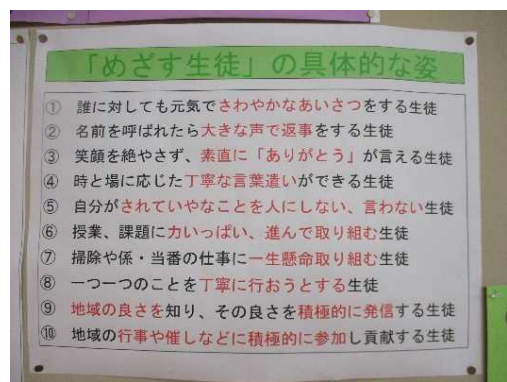 「めざす生徒」の具体的な姿
① 誰に対しても元気でさわやかなあいさつをする生徒
② 名前を呼ばれたら大きな声で返事をする生徒
③ 笑顔を絶やさず、素直に「ありがとう」が言える生徒
④ 時と場に応じた丁寧な言葉遣いができる生徒
⑤ 自分がされていやなことを人にしない、言わない生徒
⑥ 授業、課題に力いっぱい、進んで取り組む生徒
⑦ 掃除や係・当番の仕事に一生懸命取り組む生徒
⑧ 一つ一つのことを丁寧に行おうとする生徒
⑨ 地域の良さを知り、その良さを積極的に発信する生徒
⑩ 地域の行事や催しなどに積極的に参加し貢献する生徒